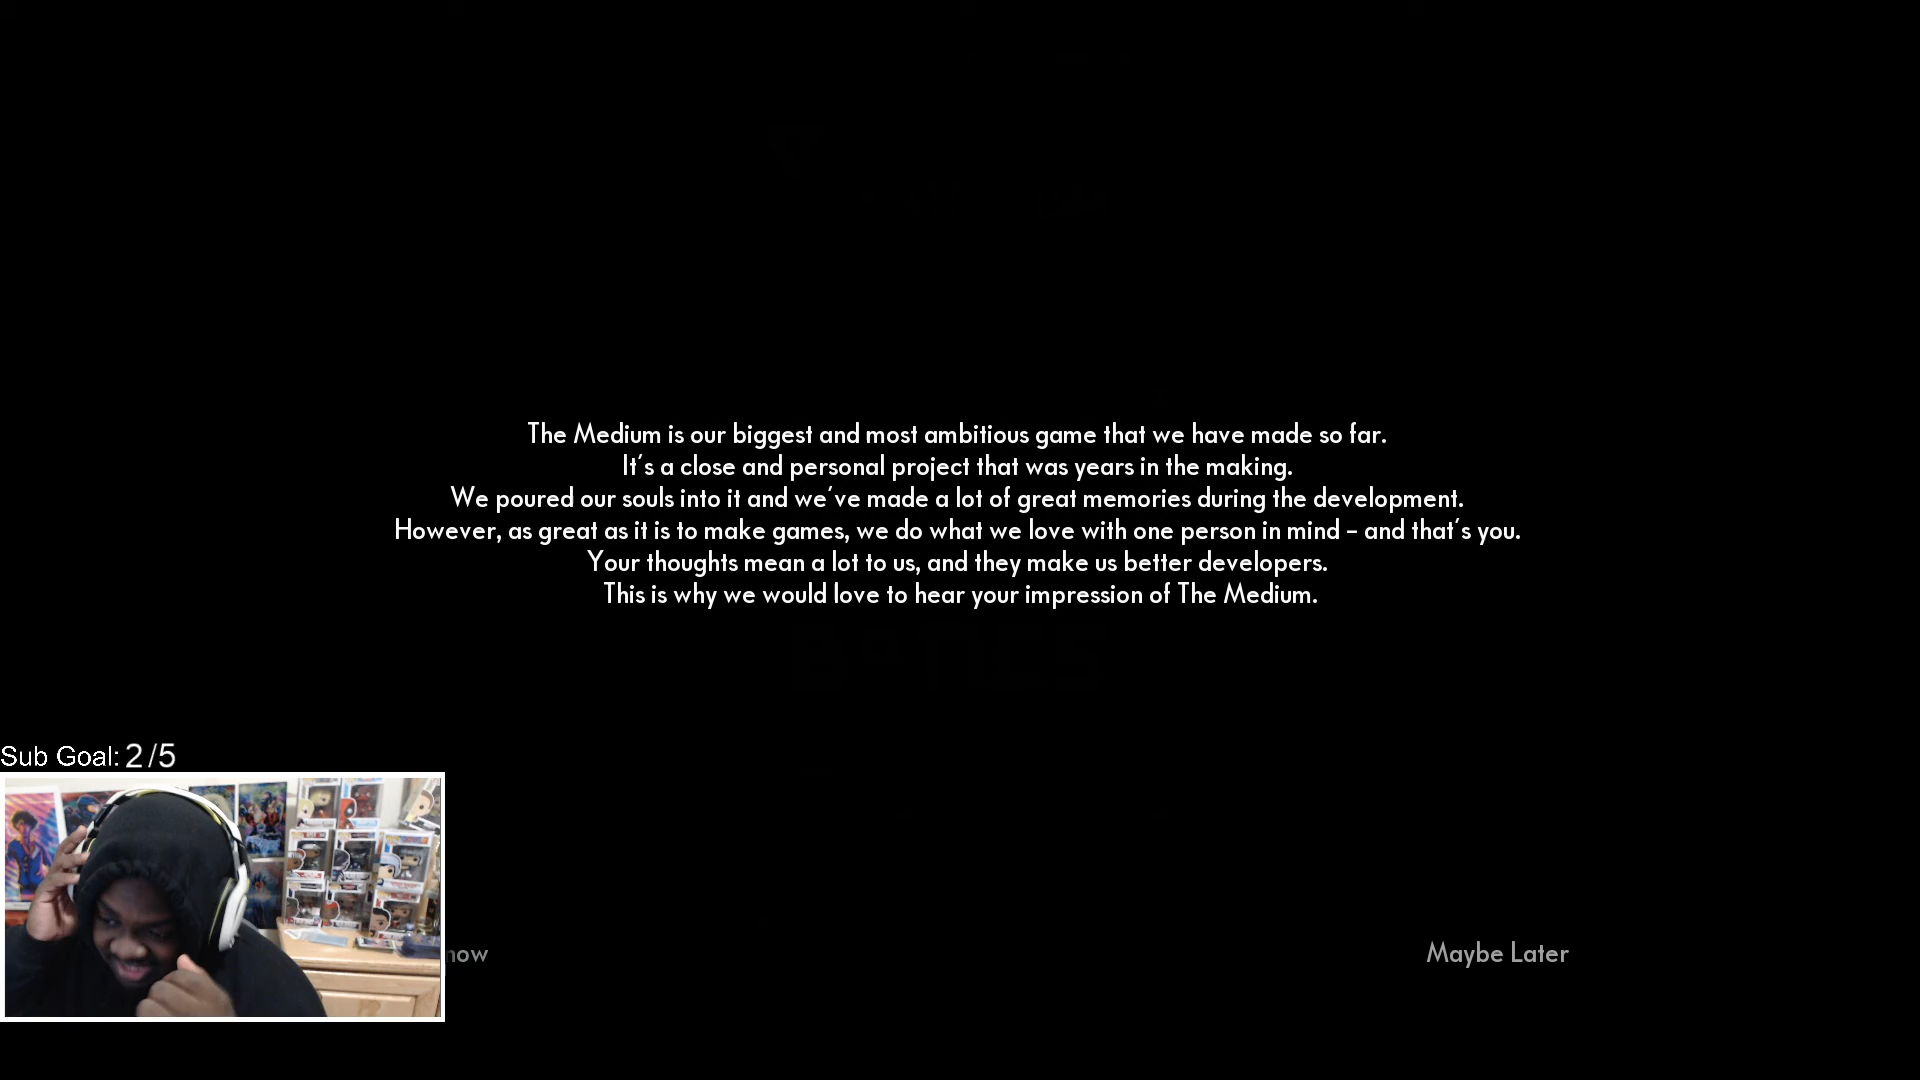 The Medium is our biggest and most ambitious game that we have made so far.
It's a close and personal project that was years in the making.
We poured our souls into it and we've made a lot of great memories during the development.
However, as great as it is to make games, we do what we love with one person in mind – and that's you.
Your thoughts mean a lot to us, and they make us better developers.
This is why we would love to hear your impression of The Medium.
Sub Goal: 2/5
now
Maybe Later